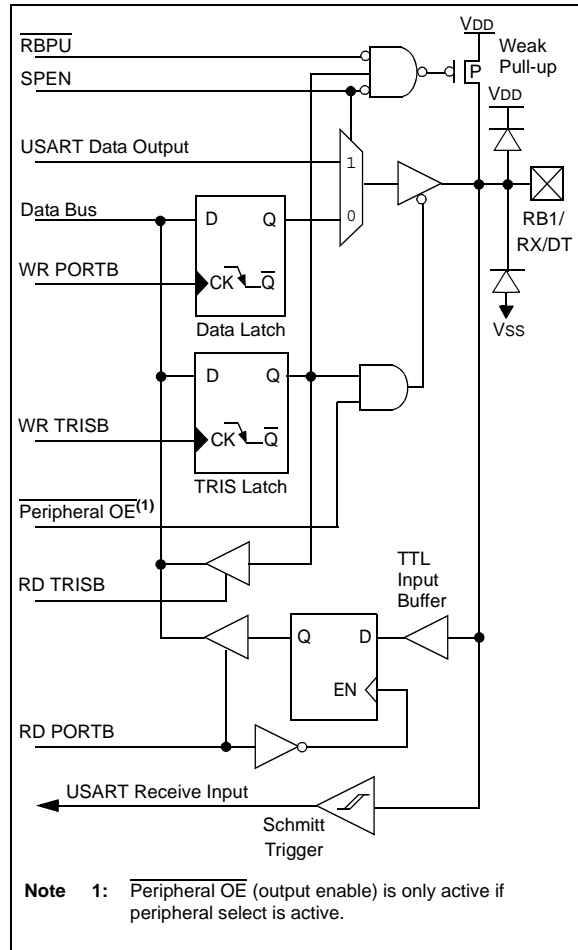 VDD
RBPU
Weak
Pull-up
P
SPEN
VDD
USART Data Output
1
Data Bus
D
Q
0
RB1/
RX/DT
WR PORTB
CK
Q
VSS
Data Latch
D
Q
WR TRISB
CK
Q
TRIS Latch
Peripheral OE(1)
TTL
Input
Buffer
RD TRISB
Q
D
EN
RD PORTB
USART Receive Input
Schmitt
Trigger
Note 1: Peripheral OE (output enable) is only active if
peripheral select is active.